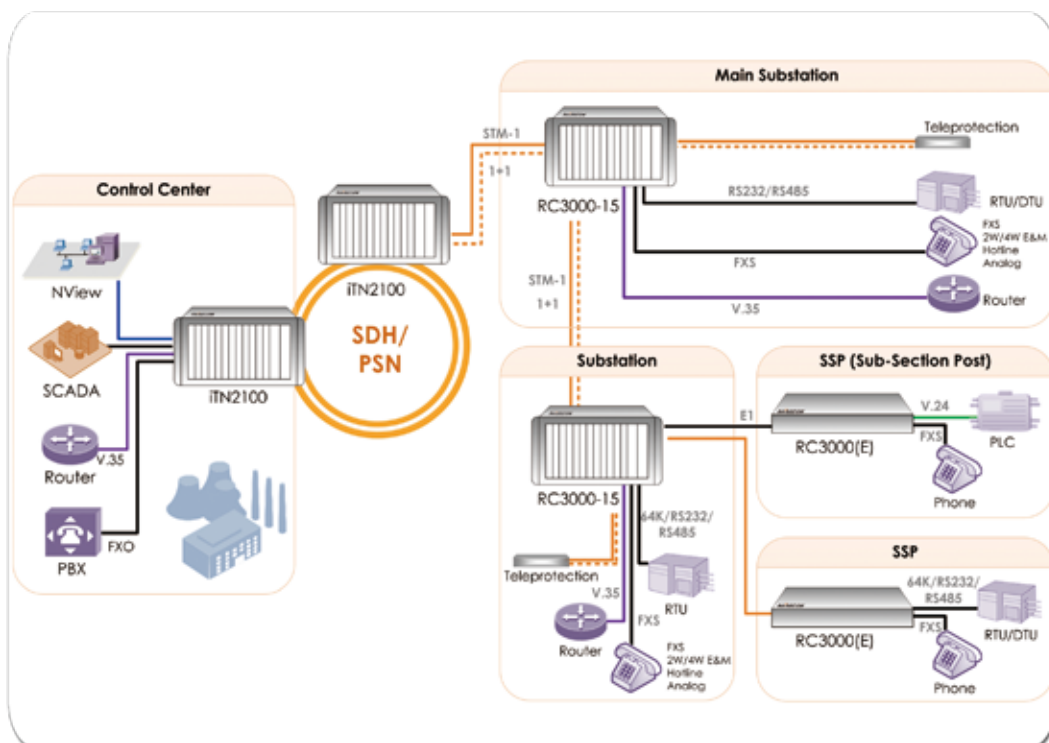 Main Substation
STM-1
1+1
Teleprotection
RC3000-15
RS232/RS485
RTU/DTU
FXS
2W/4W E&M
Hotline
Analog
FXS
V.35
Router
STM-1
1+1
Control Center
NView
SCADA
Router
V.35
PBX
FXO
iTN2100
iTN2100
SDH/
PSN
Substation
RC3000-15
E1
64K/RS232/
RS485
Teleprotection
V.35
RTU
Router
FXS
FXS
2W/4W E&M
Hotline
Analog
SSP (Sub-Section Post)
RC3000(E)
V.24
FXS
PLC
Phone
SSP
RC3000(E)
64K/RS232/
RS485
FXS
RTU/DTU
Phone